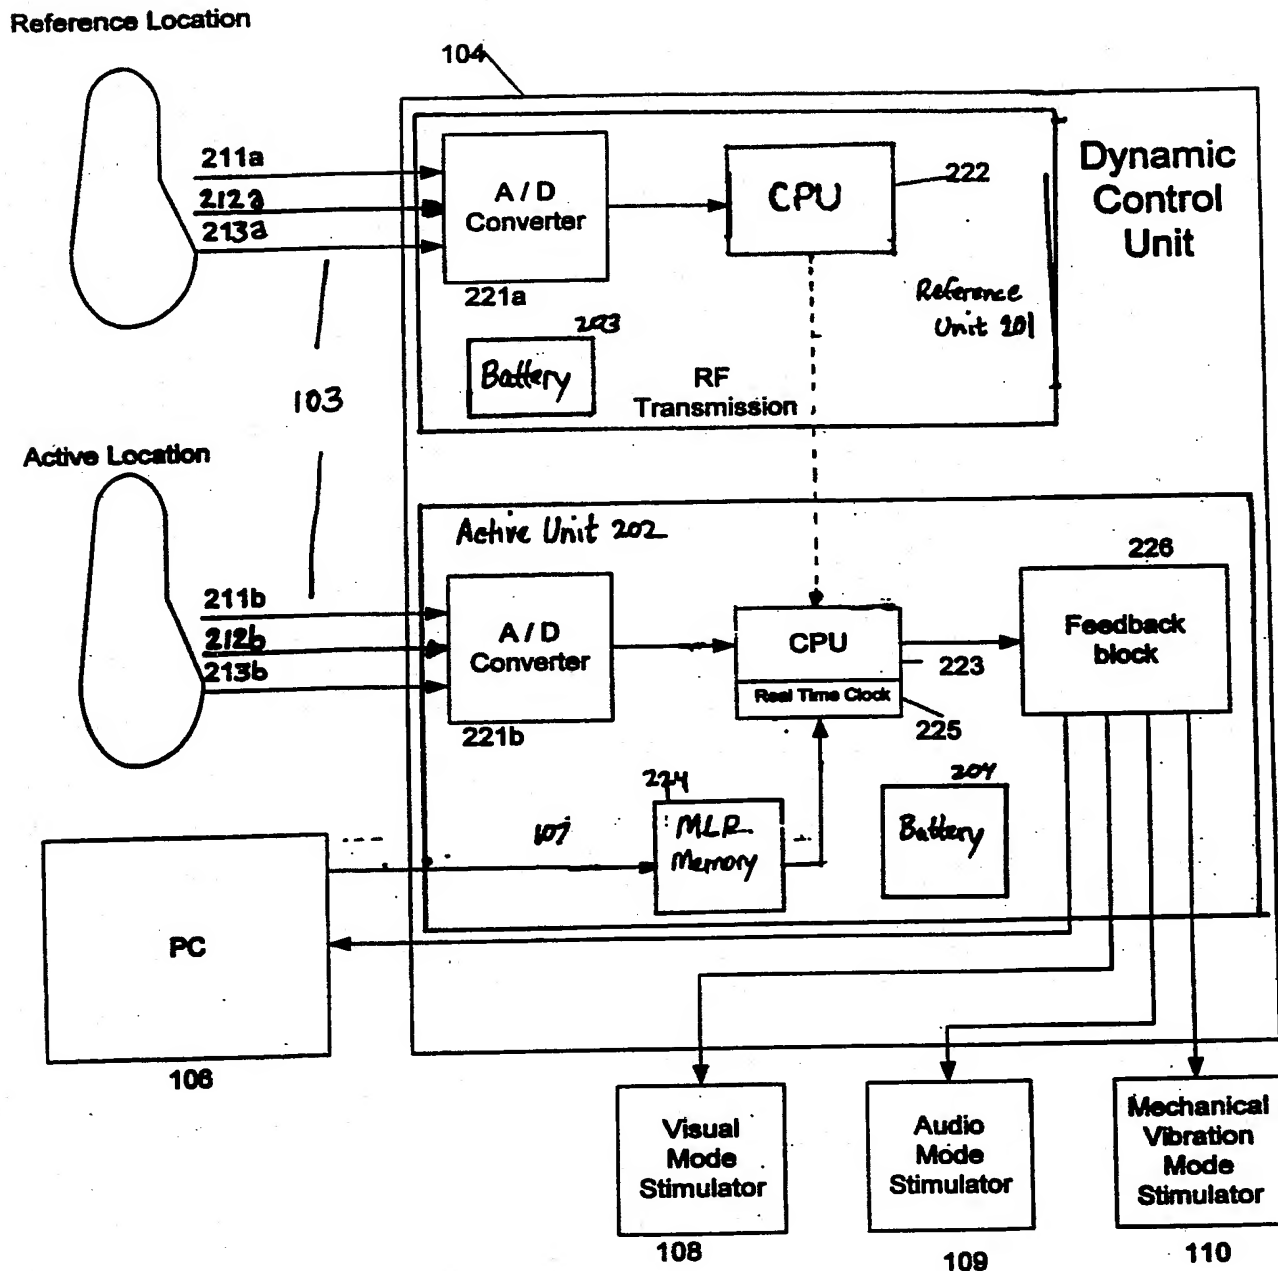 Reference Location
104
211a
212a
213a
A / D
Converter
221a
CPU
222
Dynamic
Control
Unit
Reference
Unit 201
203
Battery
RF
Transmission
103
Active Location
Active Unit 202
211b
212b
213b
A / D
Converter
221b
CPU
223
Real Time Clock
225
226
Feedback
block
224
MLR
Memory
204
Battery
107
PC
106
Visual
Mode
Stimulator
108
Audio
Mode
Stimulator
109
Mechanical
Vibration
Mode
Stimulator
110